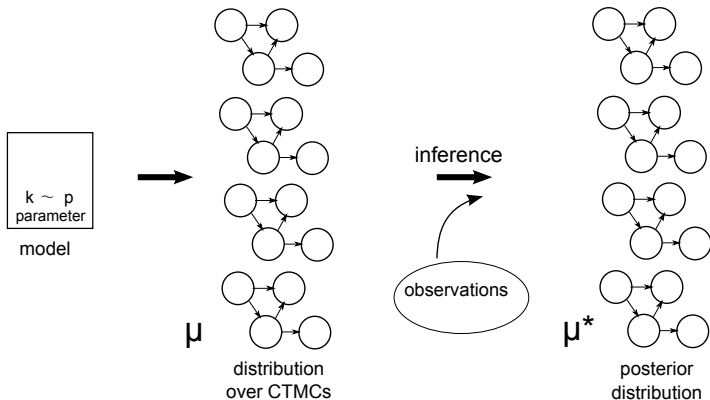 k ~ p
parameter
model
μ
distribution
over CTMCs
inference
observations
μ*
posterior
distribution